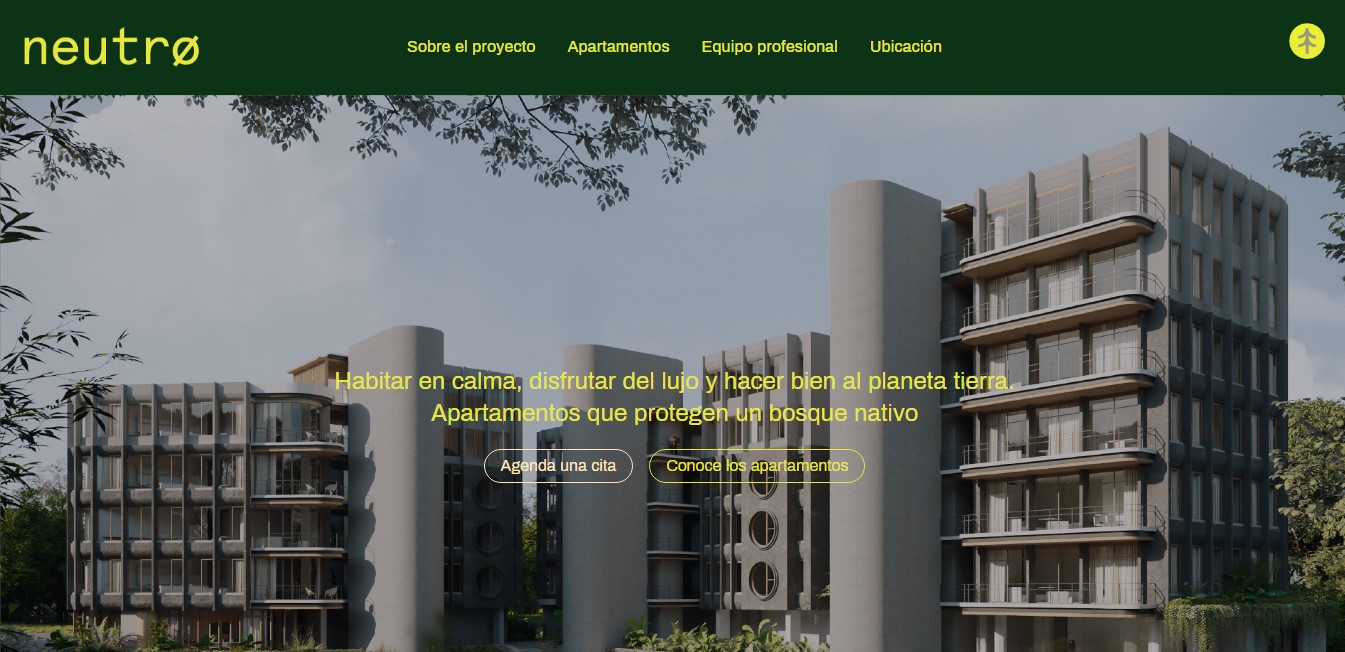 neutrø
Sobre el proyecto
Apartamentos
Equipo profesional
Ubicación
Habitar en calma, disfrutar del lujo y hacer bien al planeta tierra.
Apartamentos que protegen un bosque nativo
Agenda una cita
Conoce los apartamentos